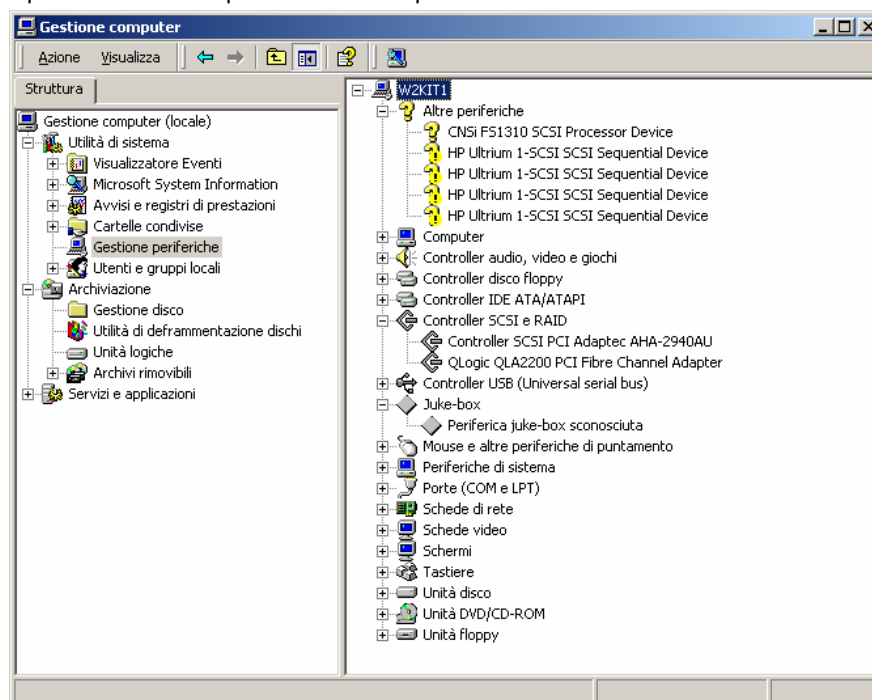 Gestione computer
Azione Visualizza
Struttura
Gestione computer (locale)
Utilità di sistema
Visualizzatore Eventi
Microsoft System Information
Avvisi e registri di prestazioni
Cartelle condivise
Gestione periferiche
Utenti e gruppi locali
Archiviazione
Gestione disco
Utilità di deframmentazione dischi
Unità logiche
Archivi rimovibili
Servizi e applicazioni
W2KIT1
Altre periferiche
CNSi FS1310 SCSI Processor Device
HP Ultrium 1-SCSI SCSI Sequential Device
HP Ultrium 1-SCSI SCSI Sequential Device
HP Ultrium 1-SCSI SCSI Sequential Device
HP Ultrium 1-SCSI SCSI Sequential Device
Computer
Controller audio, video e giochi
Controller disco floppy
Controller IDE ATA/ATAPI
Controller SCSI e RAID
Controller SCSI PCI Adaptec AHA-2940AU
QLogic QLA2200 PCI Fibre Channel Adapter
Controller USB (Universal serial bus)
Juke-box
Periferica juke-box sconosciuta
Mouse e altre periferiche di puntamento
Periferiche di sistema
Porte (COM e LPT)
Schede di rete
Schede video
Schermi
Tastiere
Unità disco
Unità DVD/CD-ROM
Unità floppy